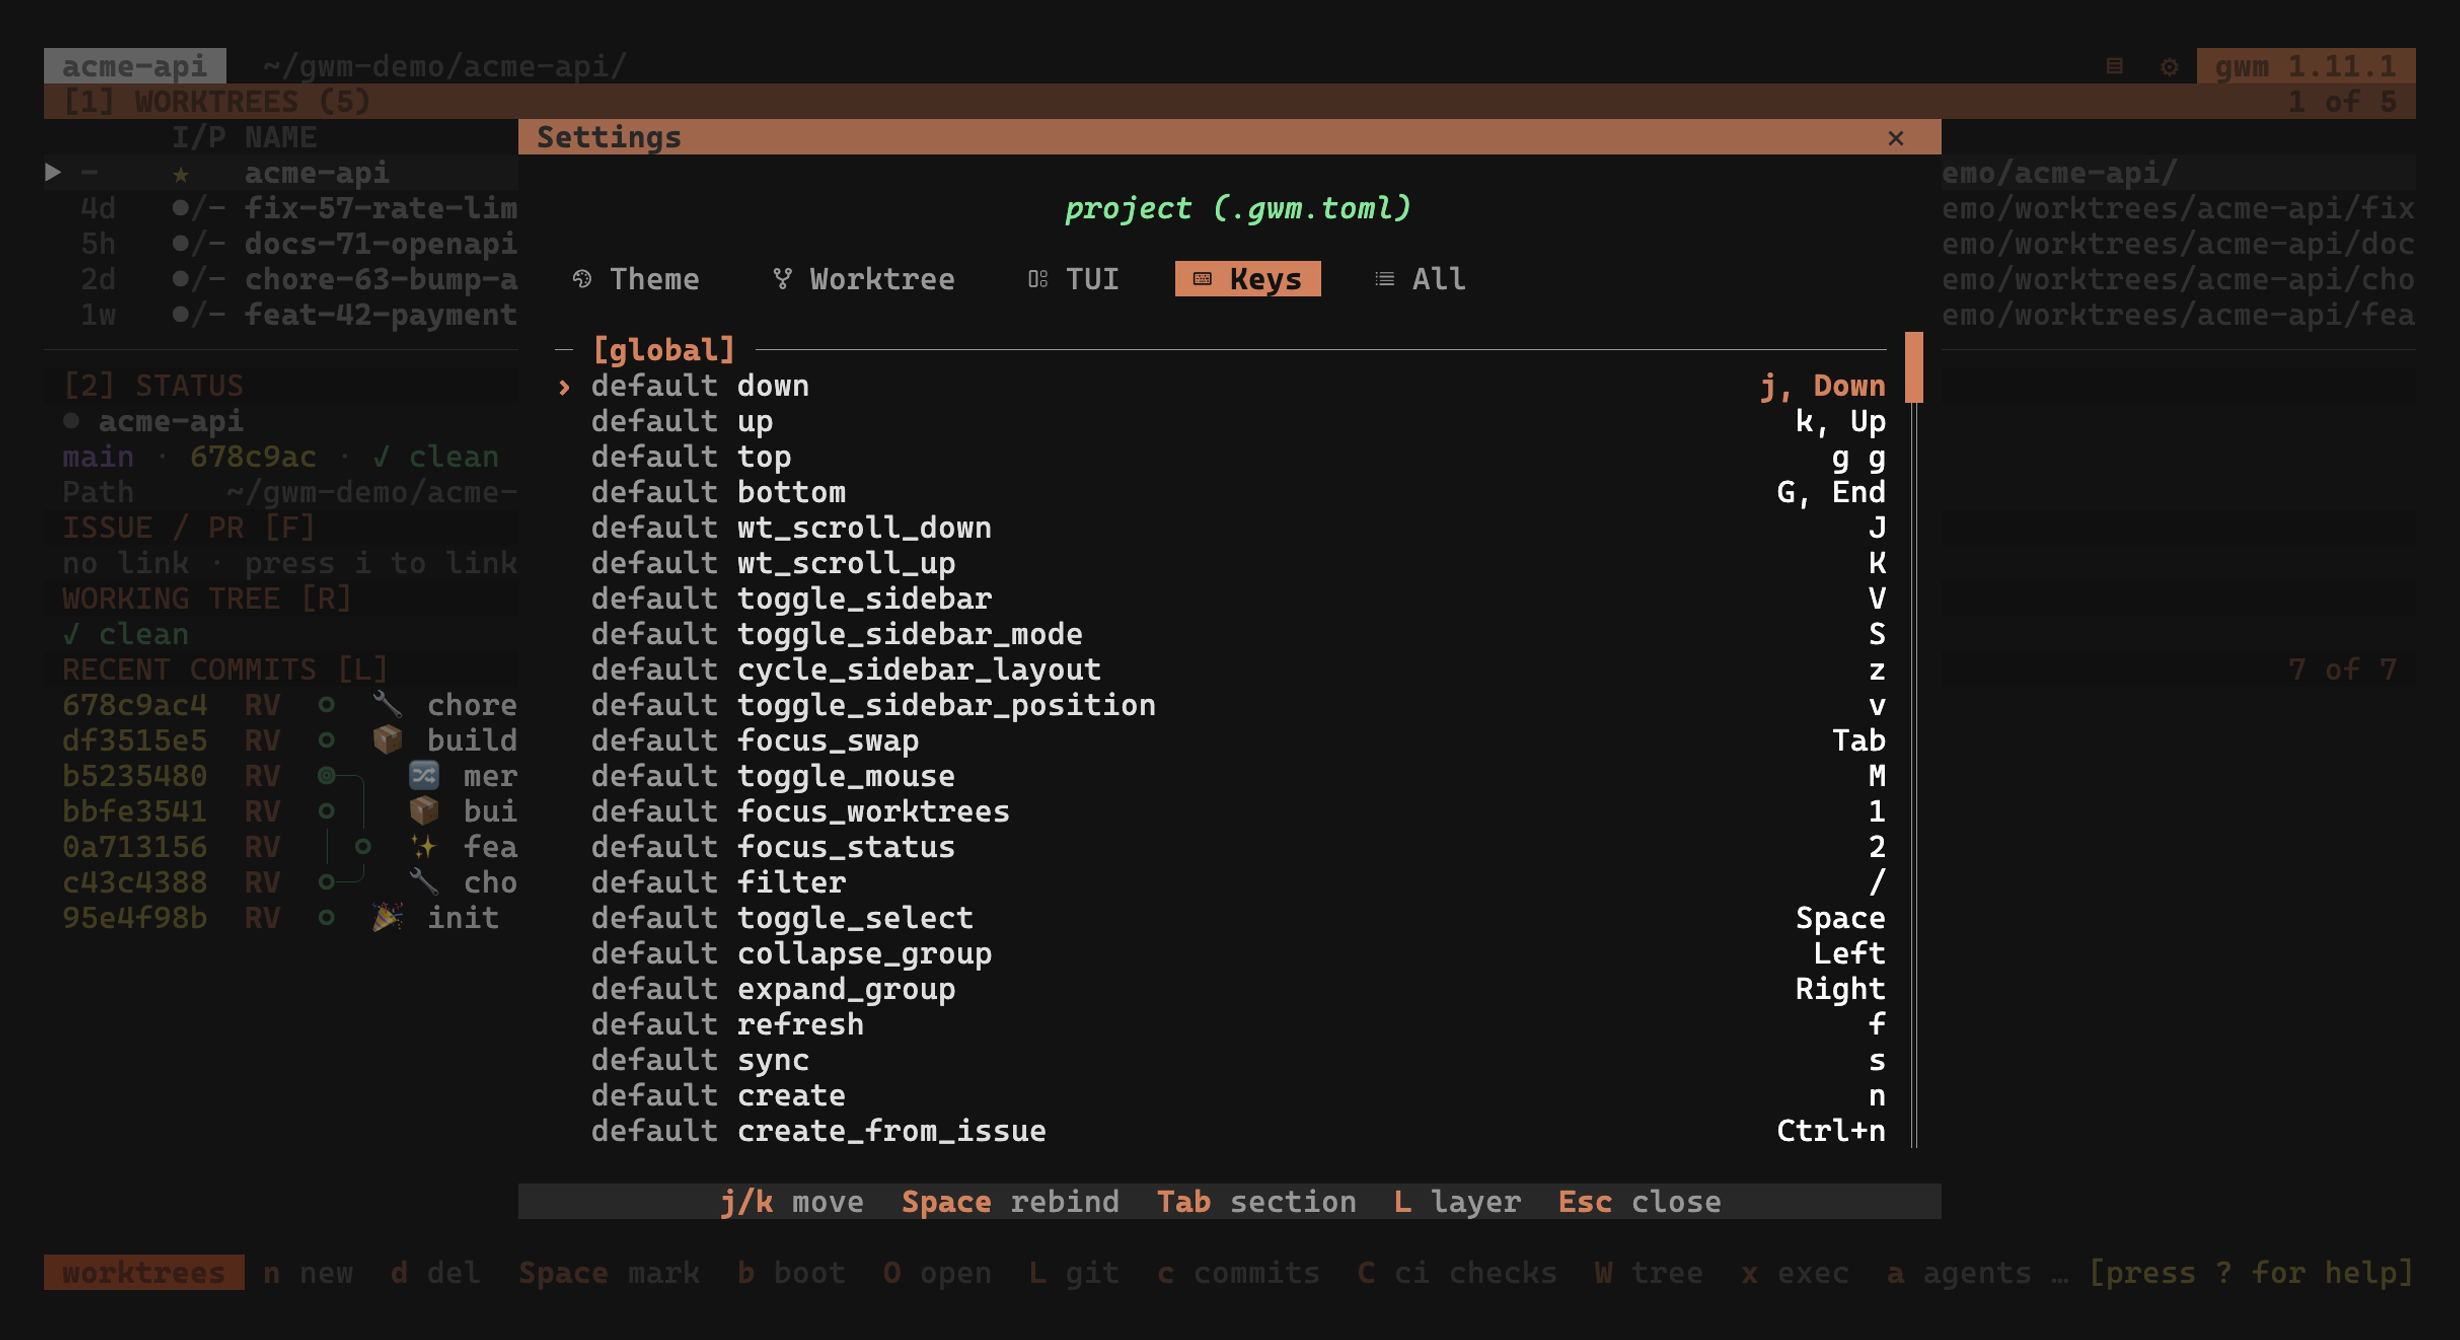 acme-api ~/gwm-demo/acme-api/ gwm 1.11.1
[1] WORKTREES (5) 1 of 5
I/P NAME
Settings ×
▶ - ★ acme-api emo/acme-api/
project (.gwm.toml)
4d ●/- fix-57-rate-lim emo/worktrees/acme-api/fix
5h ●/- docs-71-openapi emo/worktrees/acme-api/doc
2d ●/- chore-63-bump-a emo/worktrees/acme-api/cho
Theme Worktree TUI Keys All
1w ●/- feat-42-payment emo/worktrees/acme-api/fea
[global]
[2] STATUS
› default down j, Down
● acme-api
default up k, Up
main · 678c9ac · ✓ clean
default top g g
Path ~/gwm-demo/acme-
default bottom G, End
ISSUE / PR [F]
default wt_scroll_down J
no link · press i to link
default wt_scroll_up K
WORKING TREE [R]
default toggle_sidebar V
✓ clean
default toggle_sidebar_mode S
RECENT COMMITS [L] 7 of 7
default cycle_sidebar_layout z
678c9ac4 RV 🔧 chore
default toggle_sidebar_position v
df3515e5 RV 📦 build
default focus_swap Tab
b5235480 RV 🔀 mer
default toggle_mouse M
bbfe3541 RV 📦 bui
default focus_worktrees 1
0a713156 RV ✨ fea
default focus_status 2
c43c4388 RV 🔧 cho
default filter /
95e4f98b RV 🎉 init
default toggle_select Space
default collapse_group Left
default expand_group Right
default refresh f
default sync s
default create n
default create_from_issue Ctrl+n
j/k move Space rebind Tab section L layer Esc close
worktrees n new d del Space mark b boot O open L git c commits C ci checks W tree x exec a agents … [press ? for help]